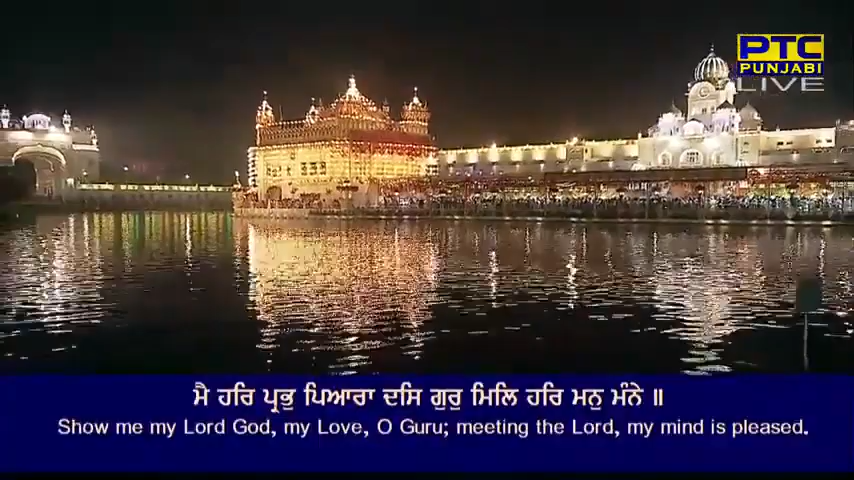 PTC
PUNJABI
LIVE
ਮੈ ਹਰਿ ਪ੍ਰਭੁ ਪਿਆਰਾ ਦਸਿ ਗੁਰੁ ਮਿਲਿ ਹਰਿ ਮਨੁ ਮੰਨੇ ॥
Show me my Lord God, my Love, O Guru; meeting the Lord, my mind is pleased.